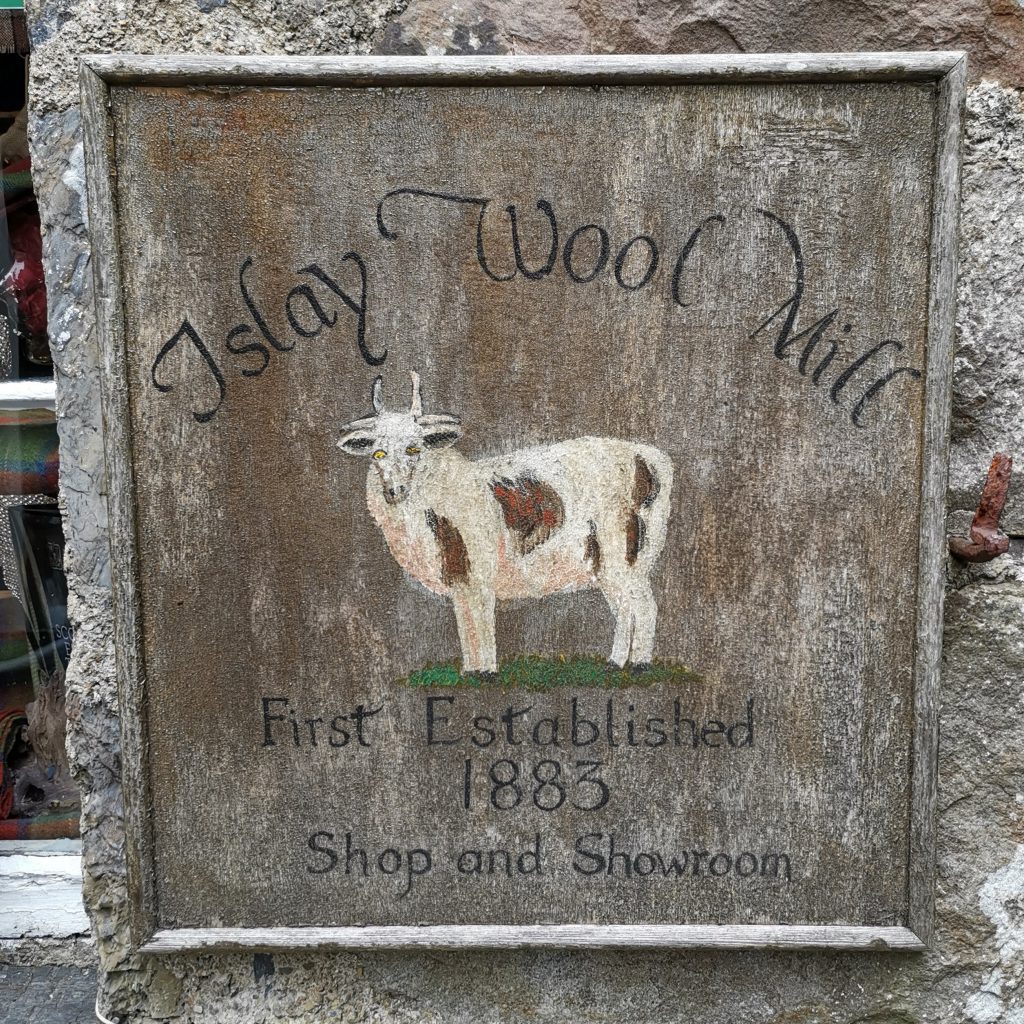 Islay Wool Mill
First Established
1883
Shop and Showroom